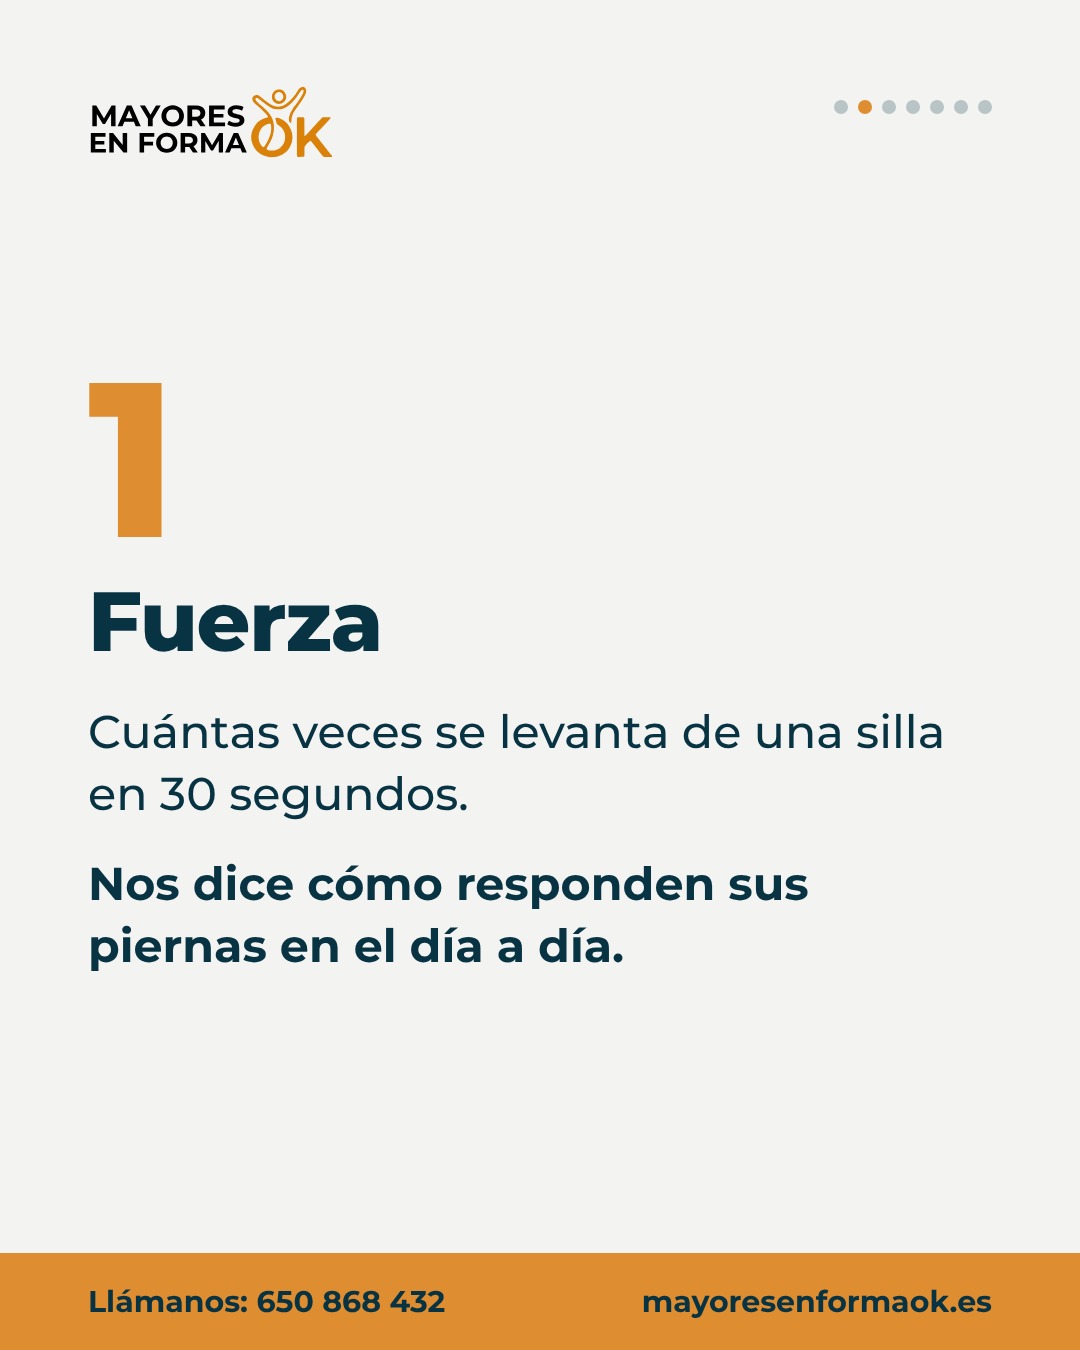 MAYORES
EN FORMA OK
1
Fuerza
Cuántas veces se levanta de una silla
en 30 segundos.
Nos dice cómo responden sus
piernas en el día a día.
Llámanos: 650 868 432
mayoresenformaok.es